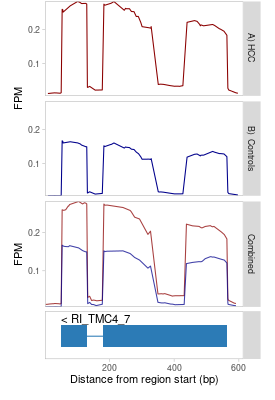 0.2
0.1
A) HCC
FPM
0.2
0.1
B) Controls
0.2
0.1
FPM
Combined
< RI_TMC4_7
200
400
600
Distance from region start (bp)